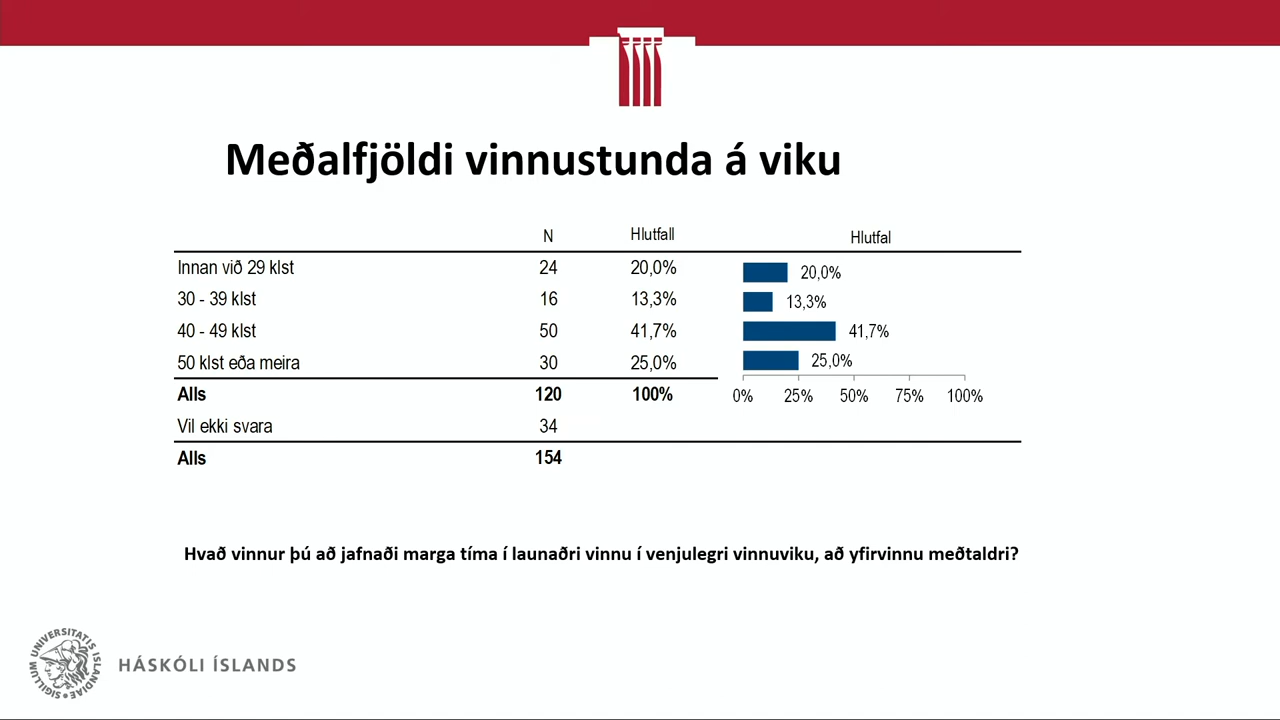 Meðalfjöldi vinnustunda á viku
N Hlutfall Hlutfal
Innan við 29 klst 24 20,0% 20,0%
30 - 39 klst 16 13,3% 13,3%
40 - 49 klst 50 41,7% 41,7%
50 klst eða meira 30 25,0% 25,0%
Alls 120 100% 0% 25% 50% 75% 100%
Vil ekki svara 34
Alls 154
Hvað vinnur þú að jafnaði marga tíma í launaðri vinnu í venjulegri vinnuviku, að yfirvinnu meðtaldri?
SIGILLUM UNIVERSITATIS ISLANDIAE
HÁSKÓLI ÍSLANDS